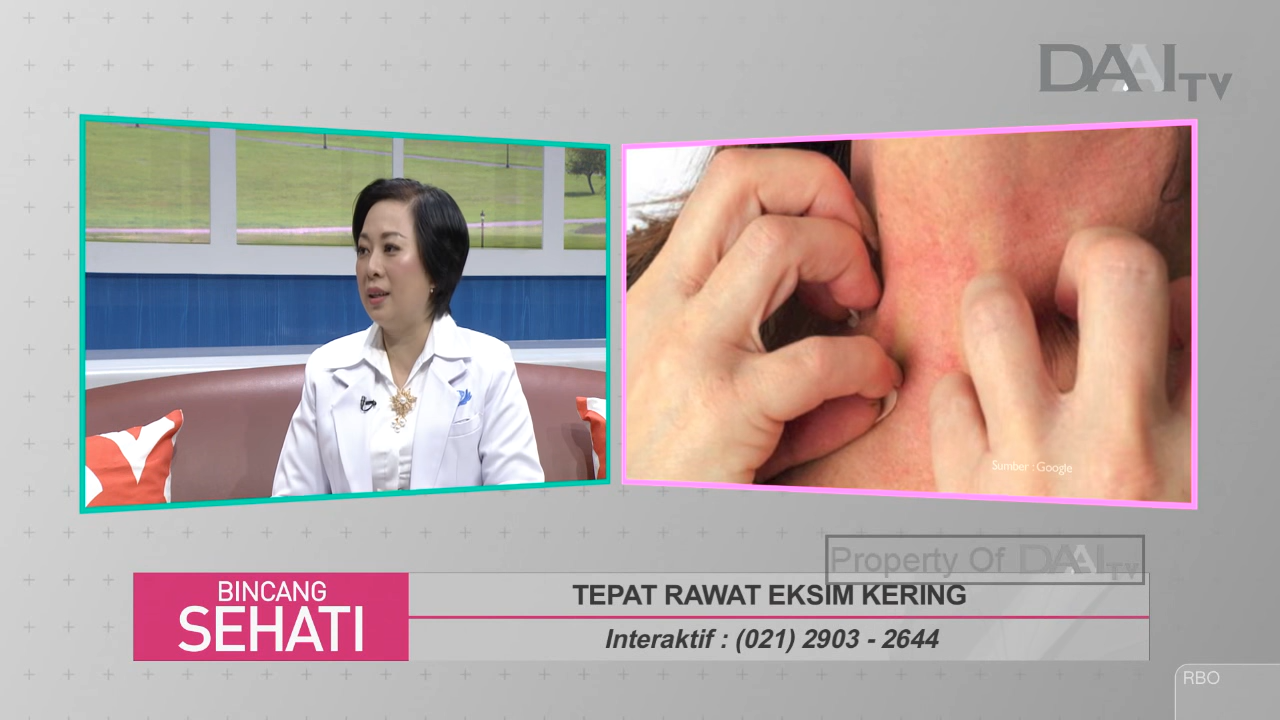 DAAI TV
Sumber : Google
Property Of DAAI TV
BINCANG
SEHATI
TEPAT RAWAT EKSIM KERING
Interaktif : (021) 2903 - 2644
RBO